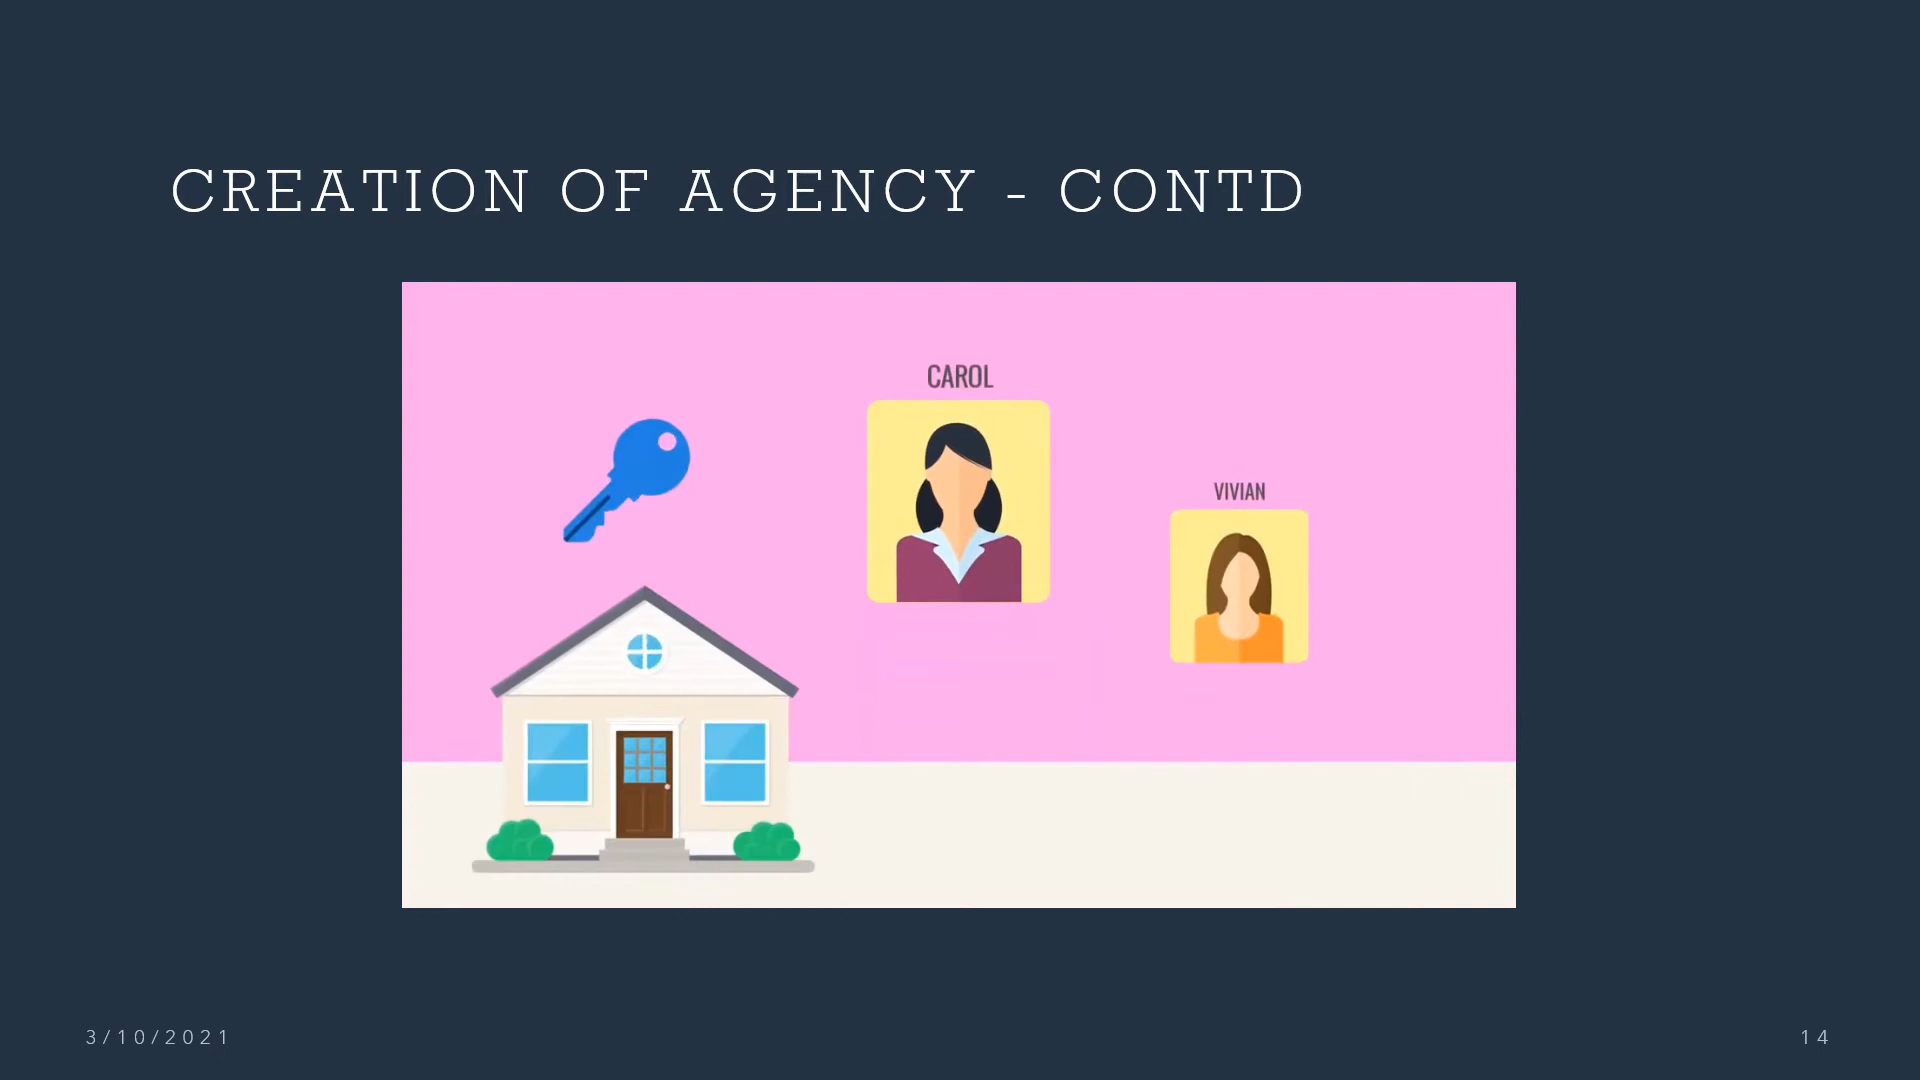 CREATION OF AGENCY - CONTD
CAROL
VIVIAN
3/10/2021
14